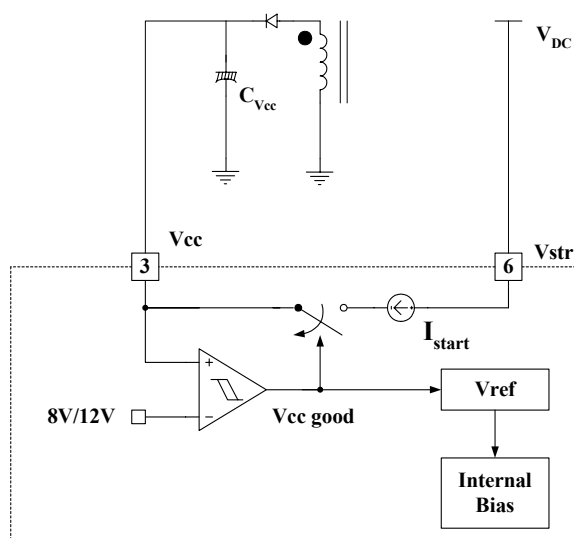 V_DC
C_Vcc
Vcc
Vstr
3
6
I_start
8V/12V
+
−
Vcc good
Vref
Internal
Bias